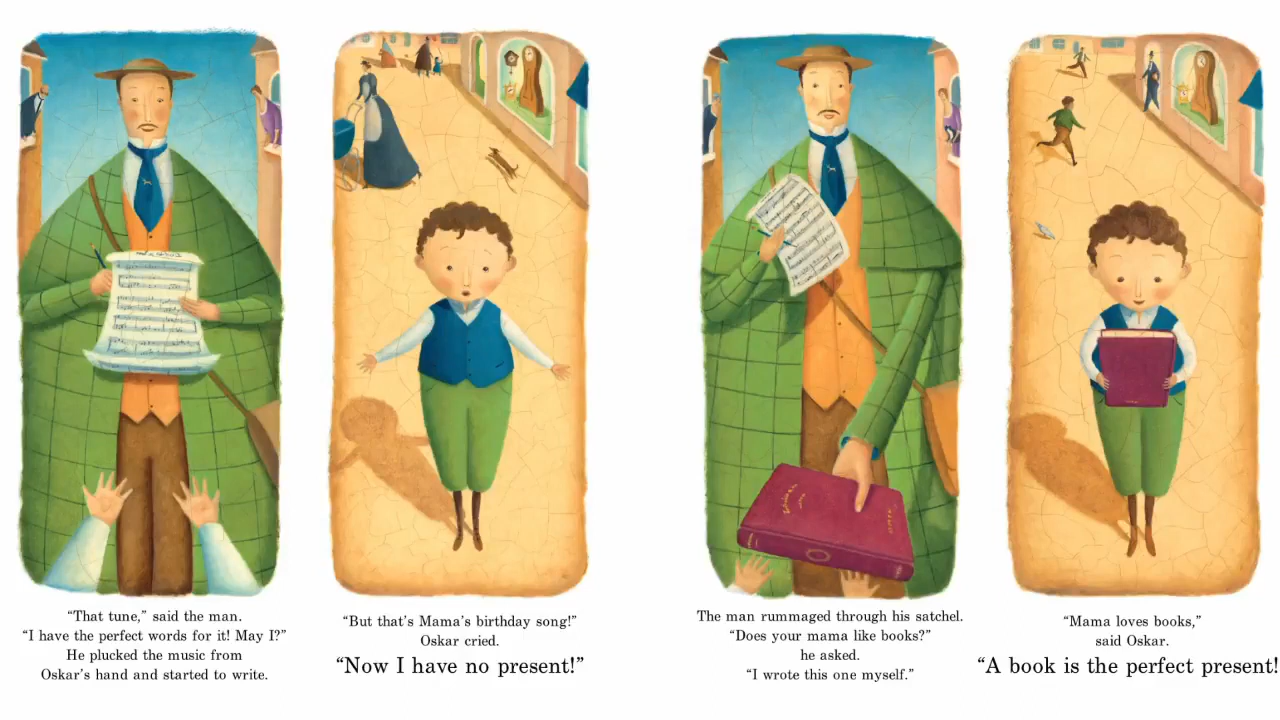 “That tune,” said the man.
“I have the perfect words for it! May I?”
He plucked the music from
Oskar’s hand and started to write.
“But that’s Mama’s birthday song!”
Oskar cried.
“Now I have no present!”
The man rummaged through his satchel.
“Does your mama like books?”
he asked.
“I wrote this one myself.”
“Mama loves books,”
said Oskar.
“A book is the perfect present!